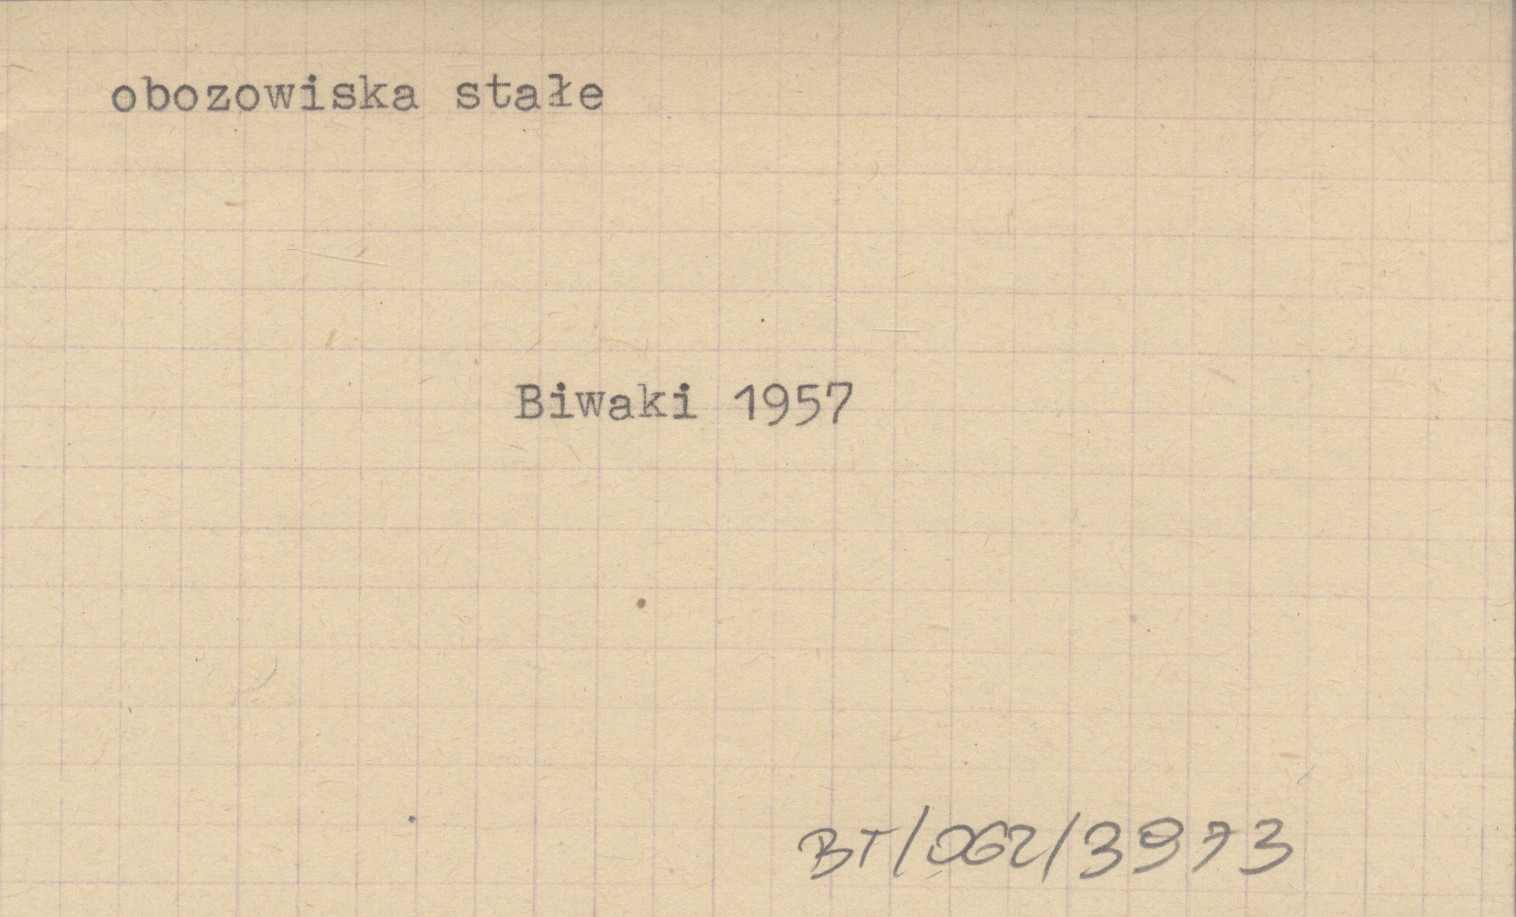 obozowiska stałe
Biwaki 1957
BT/062/3973